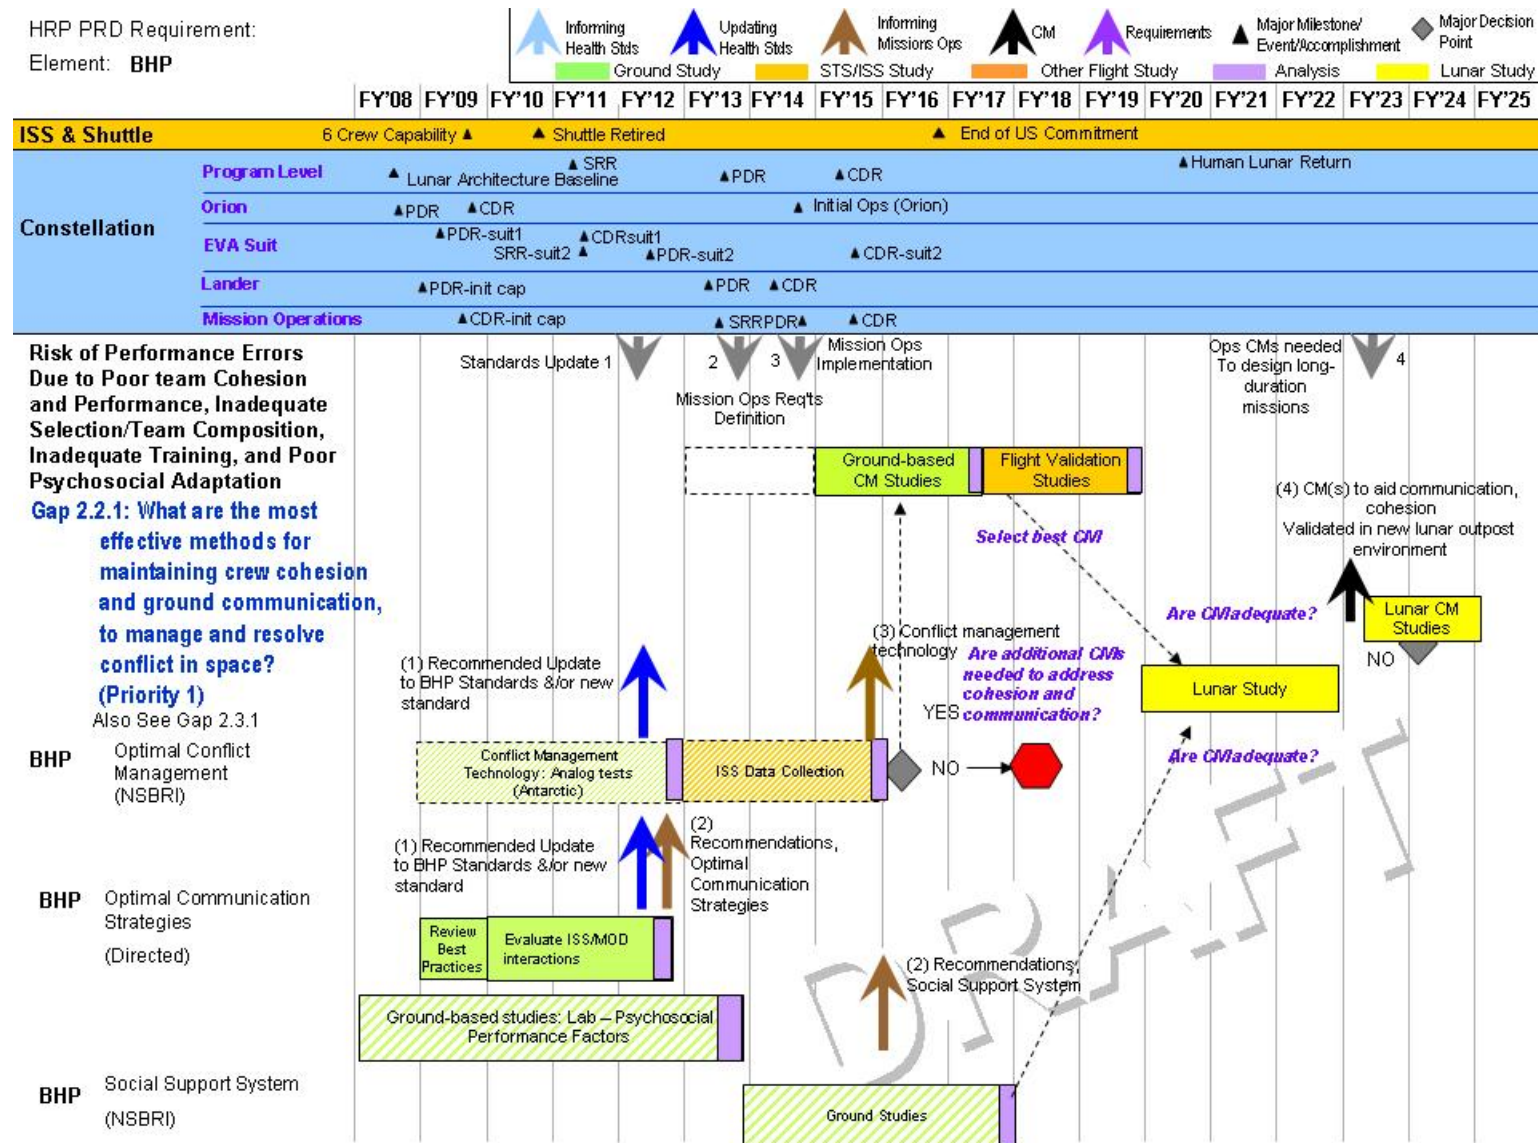 HRP PRD Requirement:
Element: BHP
Informing
Health Stds
Updating
Health Stds
Informing
Missions Ops
CM
Requirements
Major Milestone/
Event/Accomplishment
Major Decision
Point
Ground Study
STS/ISS Study
Other Flight Study
Analysis
Lunar Study
FY'08 FY'09 FY'10 FY'11 FY'12 FY'13 FY'14 FY'15 FY'16 FY'17 FY'18 FY'19 FY'20 FY'21 FY'22 FY'23 FY'24 FY'25
ISS & Shuttle
6 Crew Capability
Shuttle Retired
End of US Commitment
Constellation
Program Level
Lunar Architecture Baseline
SRR
PDR
CDR
Human Lunar Return
Orion
PDR
CDR
Initial Ops (Orion)
EVA Suit
PDR-suit1
SRR-suit2
CDRsuit1
PDR-suit2
CDR-suit2
Lander
PDR-init cap
PDR
CDR
Mission Operations
CDR-init cap
SRR
PDR
CDR
Risk of Performance Errors
Due to Poor team Cohesion
and Performance, Inadequate
Selection/Team Composition,
Inadequate Training, and Poor
Psychosocial Adaptation
Standards Update 1
2
3
Mission Ops
Implementation
Mission Ops Req'ts
Definition
Ops CMs needed
To design long-
duration
missions
4
Ground-based
CM Studies
Flight Validation
Studies
Gap 2.2.1: What are the most
effective methods for
maintaining crew cohesion
and ground communication,
to manage and resolve
conflict in space?
(Priority 1)
Also See Gap 2.3.1
Select best CM
(4) CM(s) to aid communication,
cohesion
Validated in new lunar outpost
environment
Are CM adequate?
Lunar CM
Studies
NO
(1) Recommended Update
to BHP Standards &/or new
standard
(3) Conflict management
technology
Are additional CMs
needed to address
cohesion and
communication?
YES
Lunar Study
Are CM adequate?
BHP
Optimal Conflict
Management
(NSBRI)
Conflict Management
Technology: Analog tests
(Antarctic)
ISS Data Collection
NO
(1) Recommended Update
to BHP Standards &/or new
standard
(2)
Recommendations,
Optimal
Communication
Strategies
BHP
Optimal Communication
Strategies
(Directed)
Review
Best
Practices
Evaluate ISS/MOD
interactions
(2) Recommendations,
Social Support System
Ground-based studies: Lab – Psychosocial
Performance Factors
BHP
Social Support System
(NSBRI)
Ground Studies
DRAFT